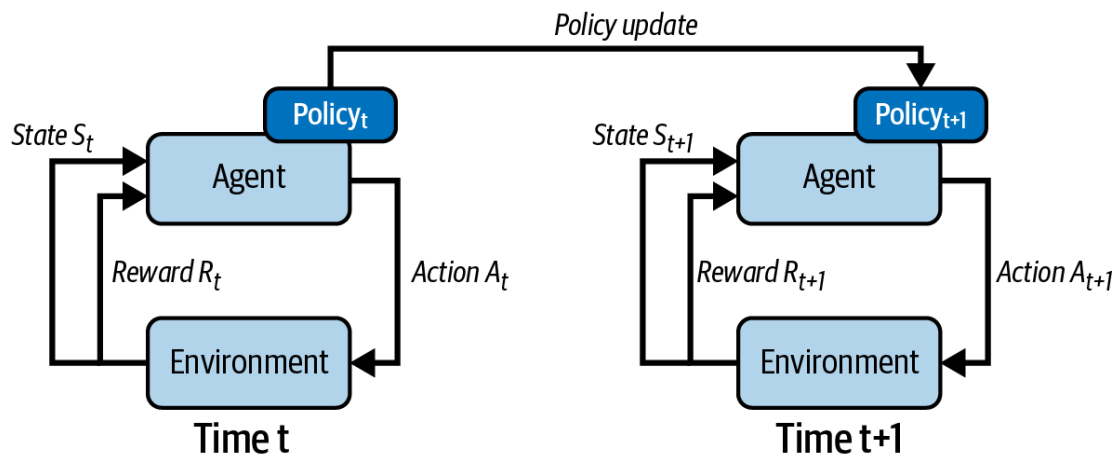 Policy update
Policyt
Policyt+1
State St
State St+1
Agent
Agent
Reward Rt
Action At
Reward Rt+1
Action At+1
Environment
Environment
Time t
Time t+1